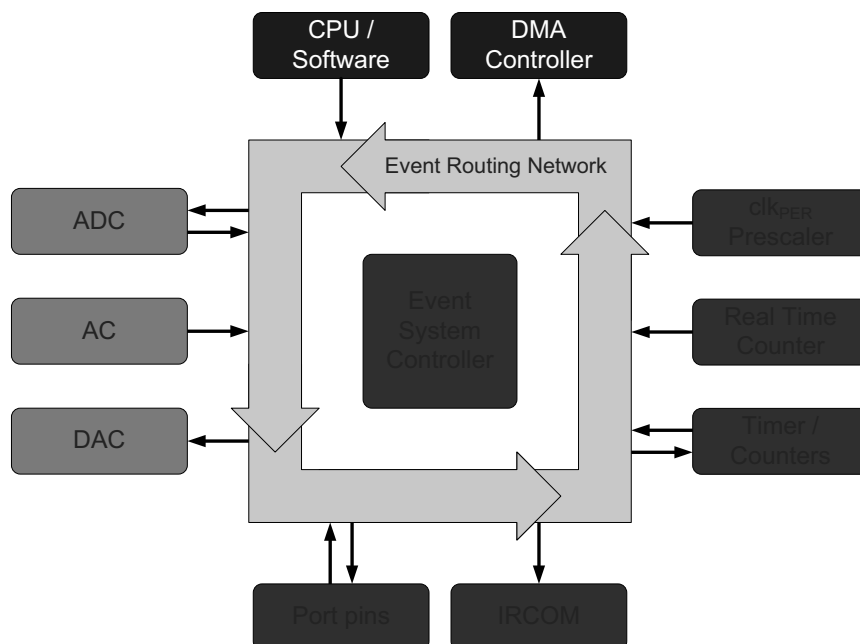 CPU /
Software
DMA
Controller
Event Routing Network
ADC
clkPER
Prescaler
Event
System
Controller
AC
Real Time
Counter
DAC
Timer /
Counters
Port pins
IRCOM